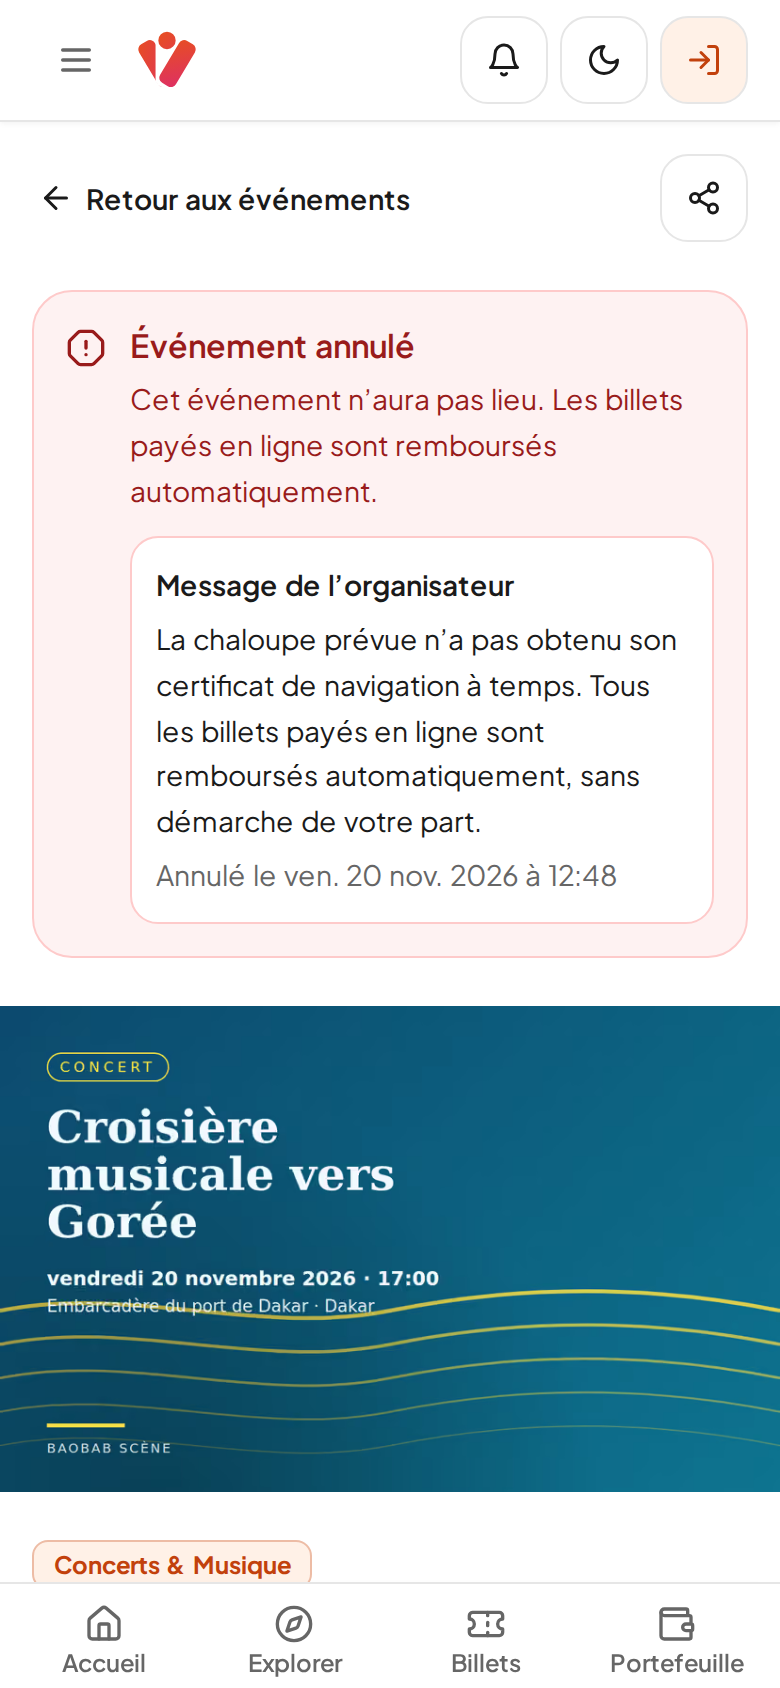 Retour aux événements
Événement annulé
Cet événement n’aura pas lieu. Les billets
payés en ligne sont remboursés
automatiquement.
Message de l’organisateur
La chaloupe prévue n’a pas obtenu son
certificat de navigation à temps. Tous
les billets payés en ligne sont
remboursés automatiquement, sans
démarche de votre part.
Annulé le ven. 20 nov. 2026 à 12:48
CONCERT
Croisière
musicale vers
Gorée
vendredi 20 novembre 2026 · 17:00
Embarcadère du port de Dakar · Dakar
BAOBAB SCÈNE
Concerts & Musique
Accueil
Explorer
Billets
Portefeuille